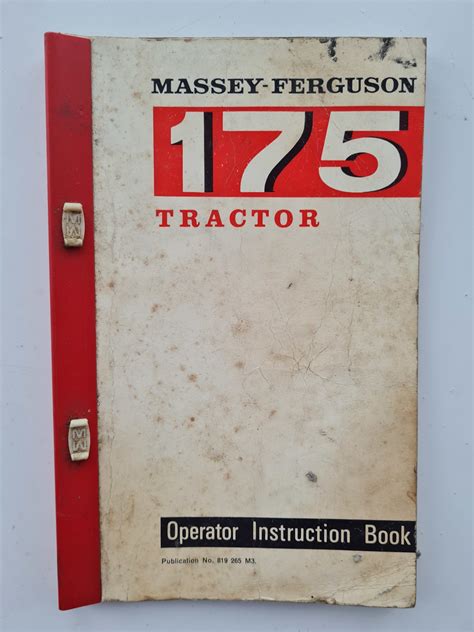 MASSEY-FERGUSON
175
TRACTOR
Operator Instruction Book
Publication No. 819 265 M3.